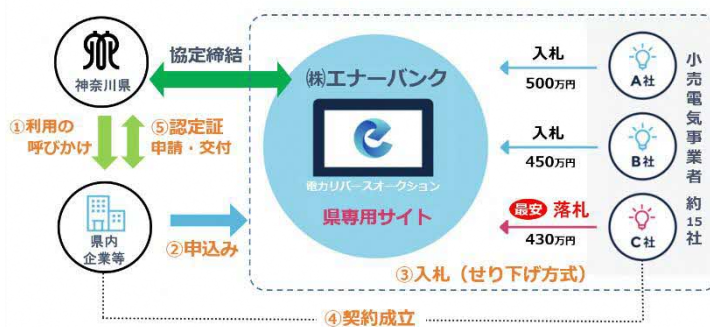 神奈川県
協定締結
①利用の
呼びかけ
⑤認定証
申請・交付
県内
企業等
②申込み
㈱エナーバンク
電力リバースオークション
県専用サイト
入札
500万円
A社
入札
450万円
B社
最安 落札
430万円
C社
小売電気事業者
約15社
③入札（せり下げ方式）
④契約成立